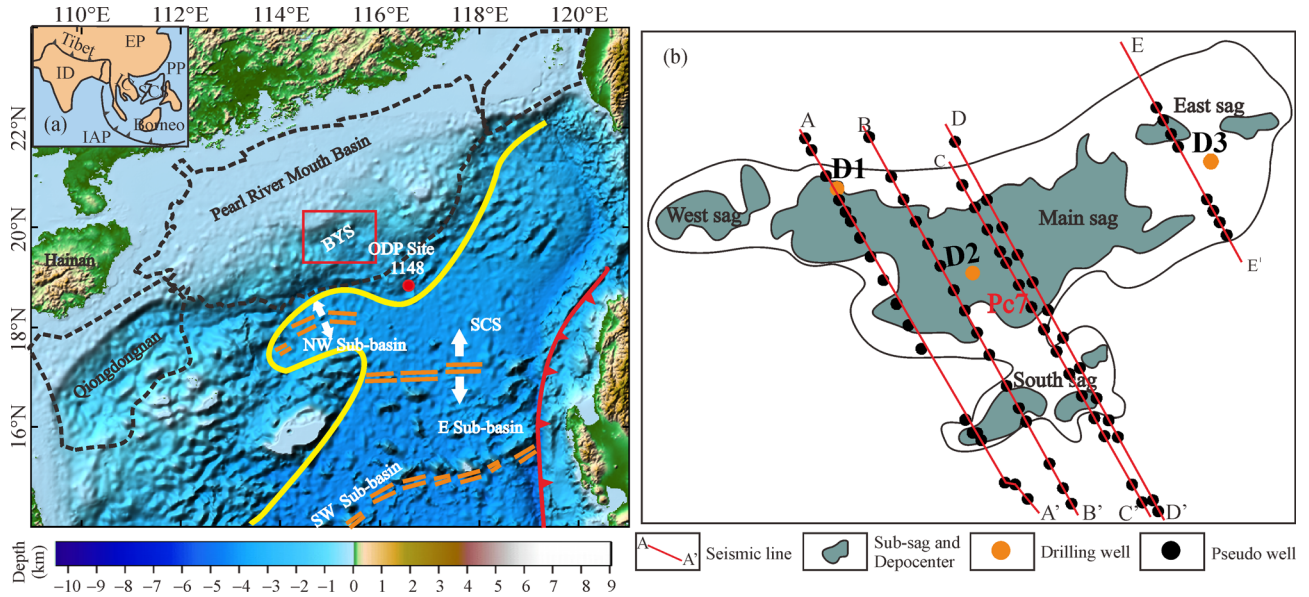 110°E 112°E 114°E 116°E 118°E 120°E
22°N
20°N
18°N
16°N
Tibet
EP
ID
PP
SCS
IAP
Borneo
(a)
Pearl River Mouth Basin
BYS
ODP Site
1148
Hainan
Qiongdongnan
NW Sub-basin
SCS
E Sub-basin
SW Sub-basin
Depth
(km)
−10 −9 −8 −7 −6 −5 −4 −3 −2 −1 0 1 2 3 4 5 6 7 8 9
(b)
E
East sag
A
B
D
C
D3
D1
West sag
Main sag
D2
E'
Pc7
South sag
A'
B'
C'
D'
A
A'
Seismic line
Sub-sag and
Depocenter
Drilling well
Pseudo well